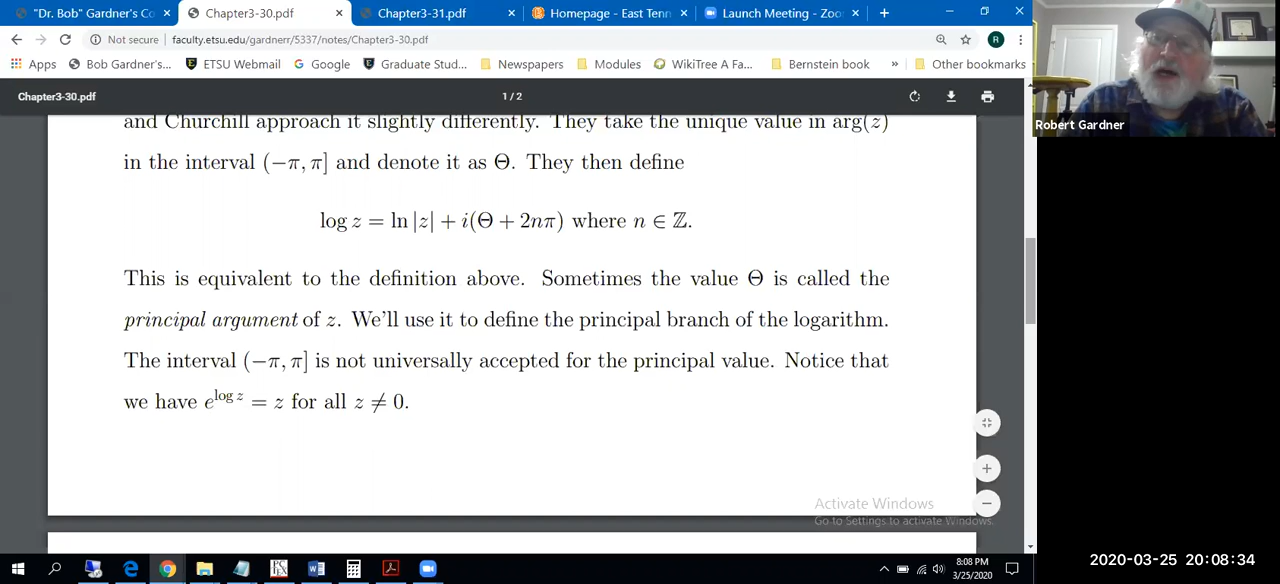 "Dr. Bob" Gardner's Co
Chapter3-30.pdf
Chapter3-31.pdf
Homepage - East Tenn
Launch Meeting - Zoo
Not secure | faculty.etsu.edu/gardnerr/5337/notes/Chapter3-30.pdf
R
Apps Bob Gardner's... ETSU Webmail Google Graduate Stud... Newspapers Modules WikiTree A Fa... Bernstein book » Other bookmarks
Chapter3-30.pdf 1 / 2
Robert Gardner
and Churchill approach it slightly differently. They take the unique value in arg(z)
in the interval (−π, π] and denote it as Θ. They then define
log z = ln |z| + i(Θ + 2nπ) where n ∈ ℤ.
This is equivalent to the definition above. Sometimes the value Θ is called the
principal argument of z. We'll use it to define the principal branch of the logarithm.
The interval (−π, π] is not universally accepted for the principal value. Notice that
we have e^{log z} = z for all z ≠ 0.
Activate Windows
Go to Settings to activate Windows.
8:08 PM
3/25/2020
2020-03-25 20:08:34